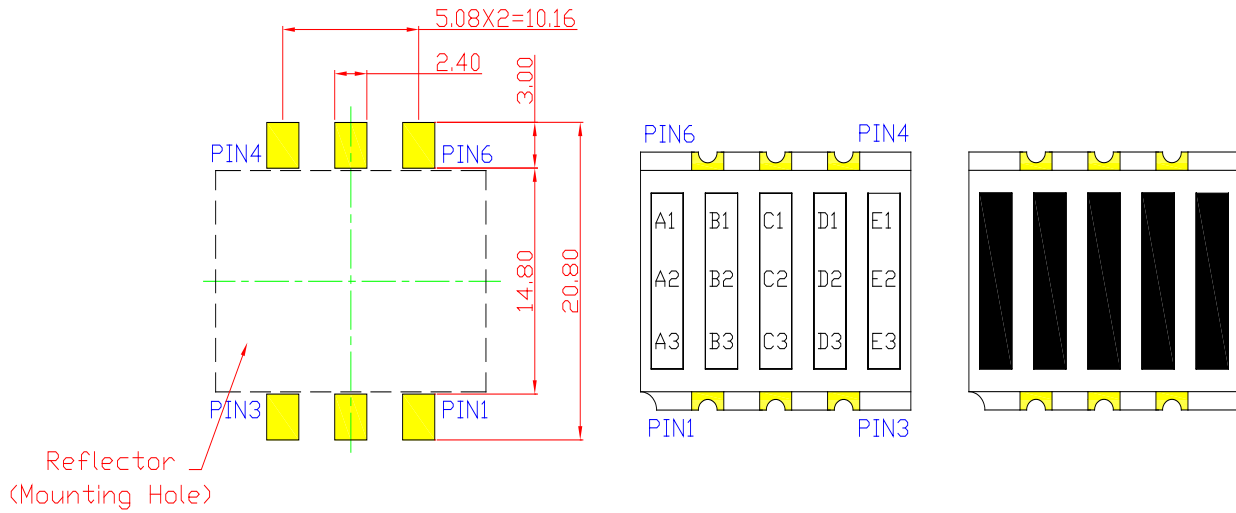 5.08X2=10.16
2.40
3.00
PIN4
PIN6
14.80
20.80
PIN3
PIN1
Reflector
(Mounting Hole)
PIN6
PIN4
A1 B1 C1 D1 E1
A2 B2 C2 D2 E2
A3 B3 C3 D3 E3
PIN1
PIN3